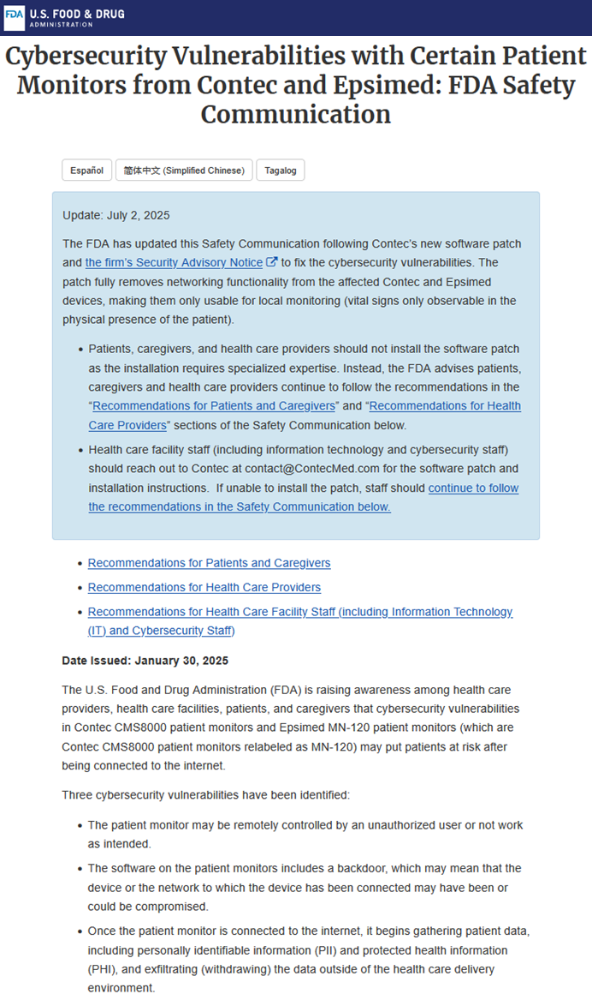 FDA U.S. FOOD & DRUG
ADMINISTRATION
Cybersecurity Vulnerabilities with Certain Patient
Monitors from Contec and Epsimed: FDA Safety
Communication
Español 简体中文 (Simplified Chinese) Tagalog
Update: July 2, 2025
The FDA has updated this Safety Communication following Contec's new software patch
and the firm's Security Advisory Notice to fix the cybersecurity vulnerabilities. The
patch fully removes networking functionality from the affected Contec and Epsimed
devices, making them only usable for local monitoring (vital signs only observable in the
physical presence of the patient).
• Patients, caregivers, and health care providers should not install the software patch
as the installation requires specialized expertise. Instead, the FDA advises patients,
caregivers and health care providers continue to follow the recommendations in the
“Recommendations for Patients and Caregivers” and “Recommendations for Health
Care Providers” sections of the Safety Communication below.
• Health care facility staff (including information technology and cybersecurity staff)
should reach out to Contec at contact@ContecMed.com for the software patch and
installation instructions.  If unable to install the patch, staff should continue to follow
the recommendations in the Safety Communication below.
• Recommendations for Patients and Caregivers
• Recommendations for Health Care Providers
• Recommendations for Health Care Facility Staff (including Information Technology
(IT) and Cybersecurity Staff)
Date Issued: January 30, 2025
The U.S. Food and Drug Administration (FDA) is raising awareness among health care
providers, health care facilities, patients, and caregivers that cybersecurity vulnerabilities
in Contec CMS8000 patient monitors and Epsimed MN-120 patient monitors (which are
Contec CMS8000 patient monitors relabeled as MN-120) may put patients at risk after
being connected to the internet.
Three cybersecurity vulnerabilities have been identified:
• The patient monitor may be remotely controlled by an unauthorized user or not work
as intended.
• The software on the patient monitors includes a backdoor, which may mean that the
device or the network to which the device has been connected may have been or
could be compromised.
• Once the patient monitor is connected to the internet, it begins gathering patient data,
including personally identifiable information (PII) and protected health information
(PHI), and exfiltrating (withdrawing) the data outside of the health care delivery
environment.